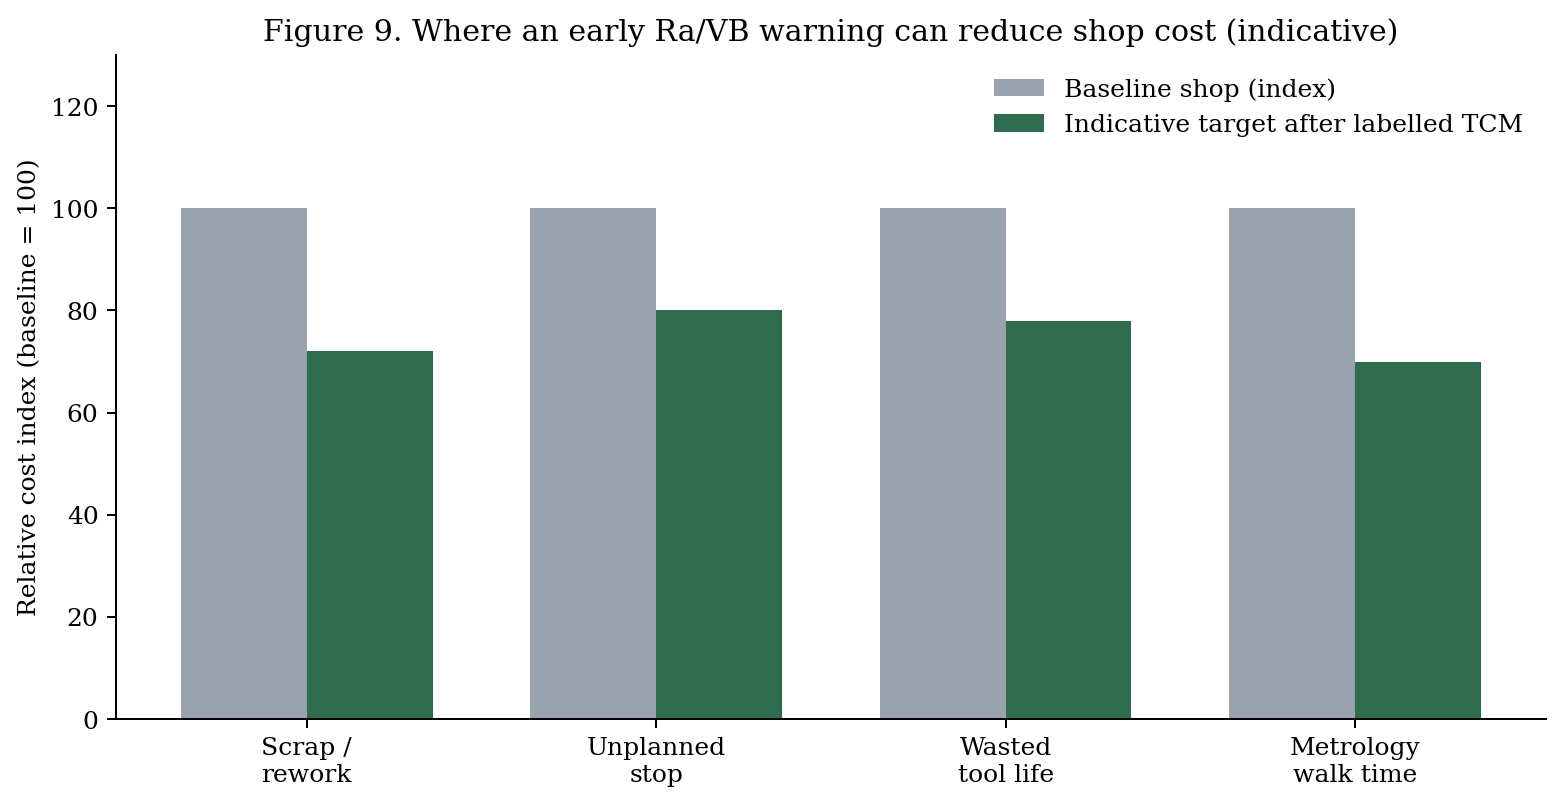 Figure 9. Where an early Ra/VB warning can reduce shop cost (indicative)
Baseline shop (index)
Indicative target after labelled TCM
Relative cost index (baseline = 100)
120
100
80
60
40
20
0
Scrap /
rework
Unplanned
stop
Wasted
tool life
Metrology
walk time